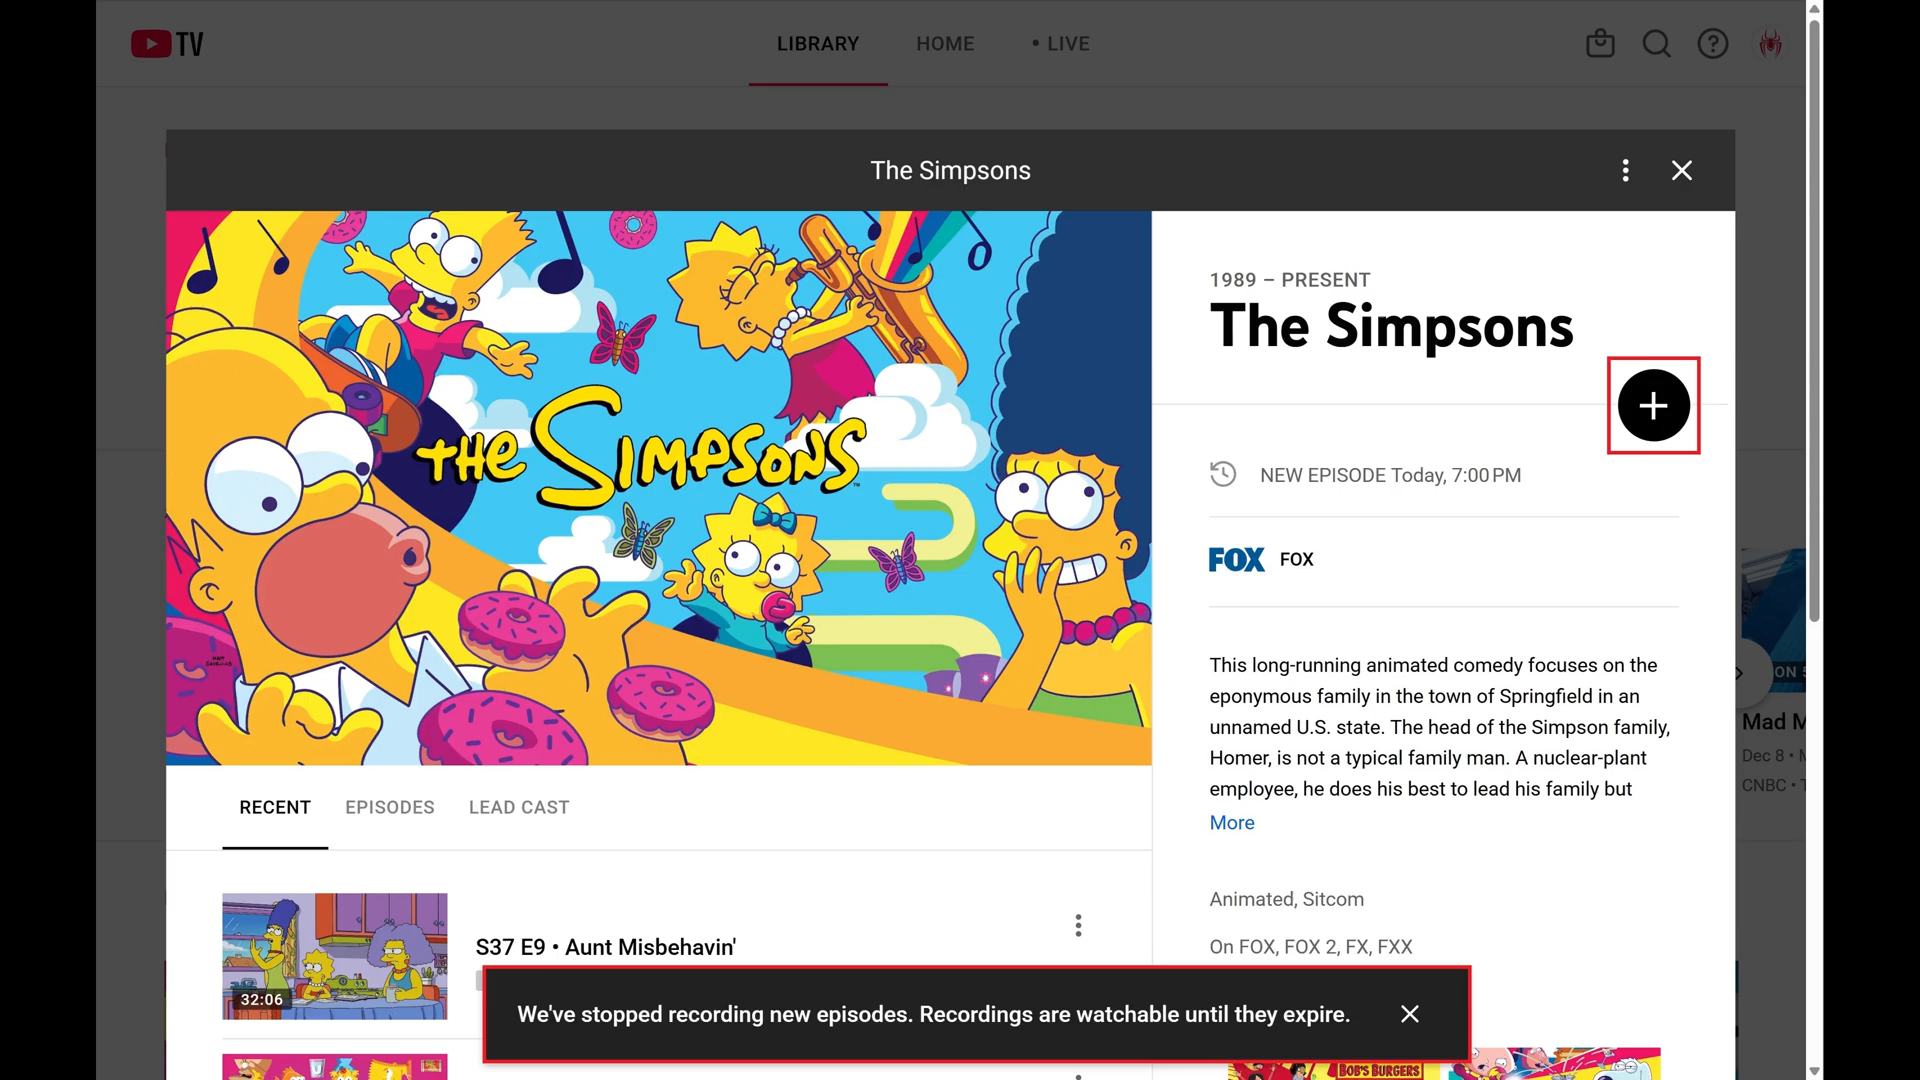 TV
LIBRARY
HOME
• LIVE
The Simpsons
THE SIMPSONS
™
1989 – PRESENT
The Simpsons
NEW EPISODE Today, 7:00 PM
FOX FOX
This long-running animated comedy focuses on the
eponymous family in the town of Springfield in an
unnamed U.S. state. The head of the Simpson family,
Homer, is not a typical family man. A nuclear-plant
employee, he does his best to lead his family but
More
Animated, Sitcom
On FOX, FOX 2, FX, FXX
RECENT
EPISODES
LEAD CAST
32:06
S37 E9 • Aunt Misbehavin'
We've stopped recording new episodes. Recordings are watchable until they expire.
BOB'S BURGERS
ON
Mad M
Dec 8 •
CNBC •